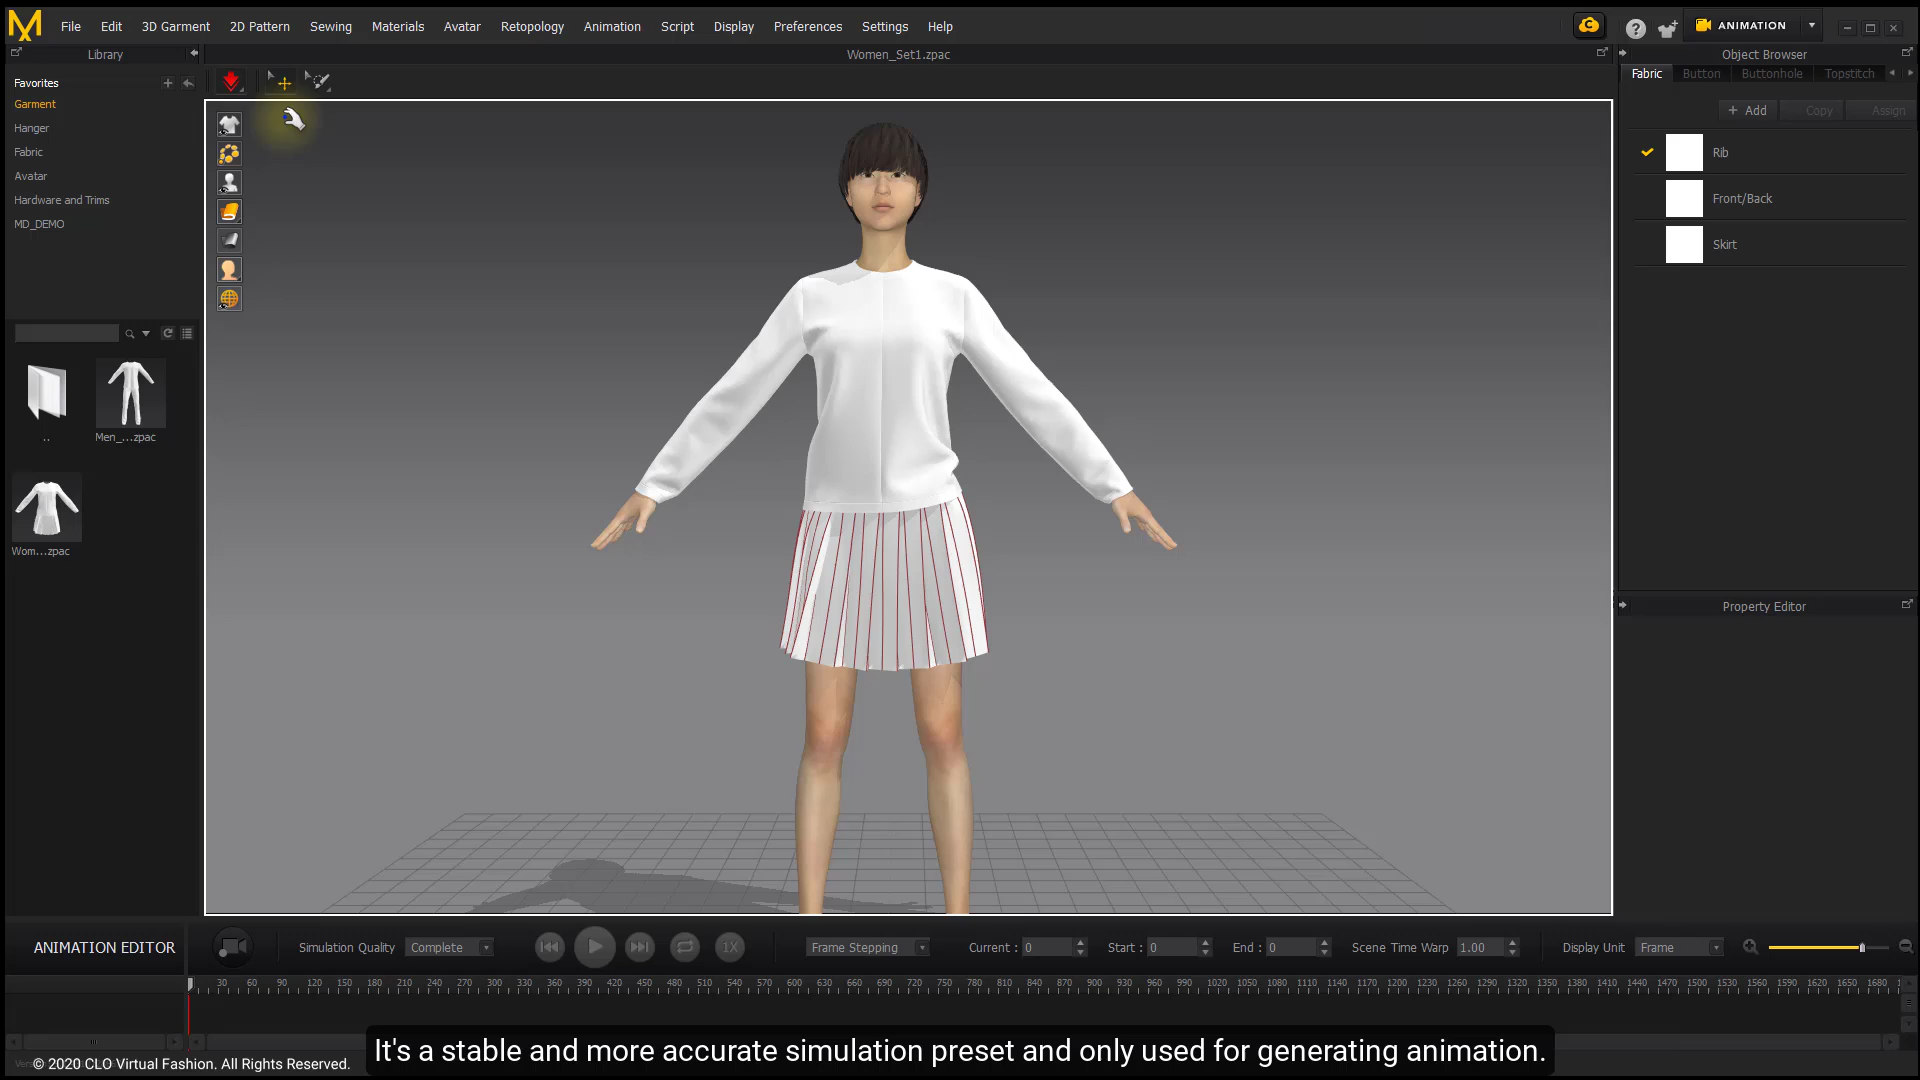 File Edit 3D Garment 2D Pattern Sewing Materials Avatar Retopology Animation Script Display Preferences Settings Help
ANIMATION
Library
Women_Set1.zpac
Object Browser
Favorites
Garment
Hanger
Fabric
Avatar
Hardware and Trims
MD_DEMO
..
Men_...zpac
Wom...zpac
Fabric Button Buttonhole Topstitch
+ Add Copy Assign
Rib
Front/Back
Skirt
Property Editor
ANIMATION EDITOR
Simulation Quality Complete
1X
Frame Stepping
Current : 0
Start : 0
End : 0
Scene Time Warp 1.00
Display Unit Frame
30 60 90 120 150 180 210 240 270 300 330 360 390 420 450 480 510 540 570 600 630 660 690 720 750 780 810 840 870 900 930 960 990 1020 1050 1080 1110 1140 1170 1200 1230 1260 1290 1320 1350 1380 1410 1440 1470 1500 1530 1560 1590 1620 1650 1680
It's a stable and more accurate simulation preset and only used for generating animation.
© 2020 CLO Virtual Fashion. All Rights Reserved.